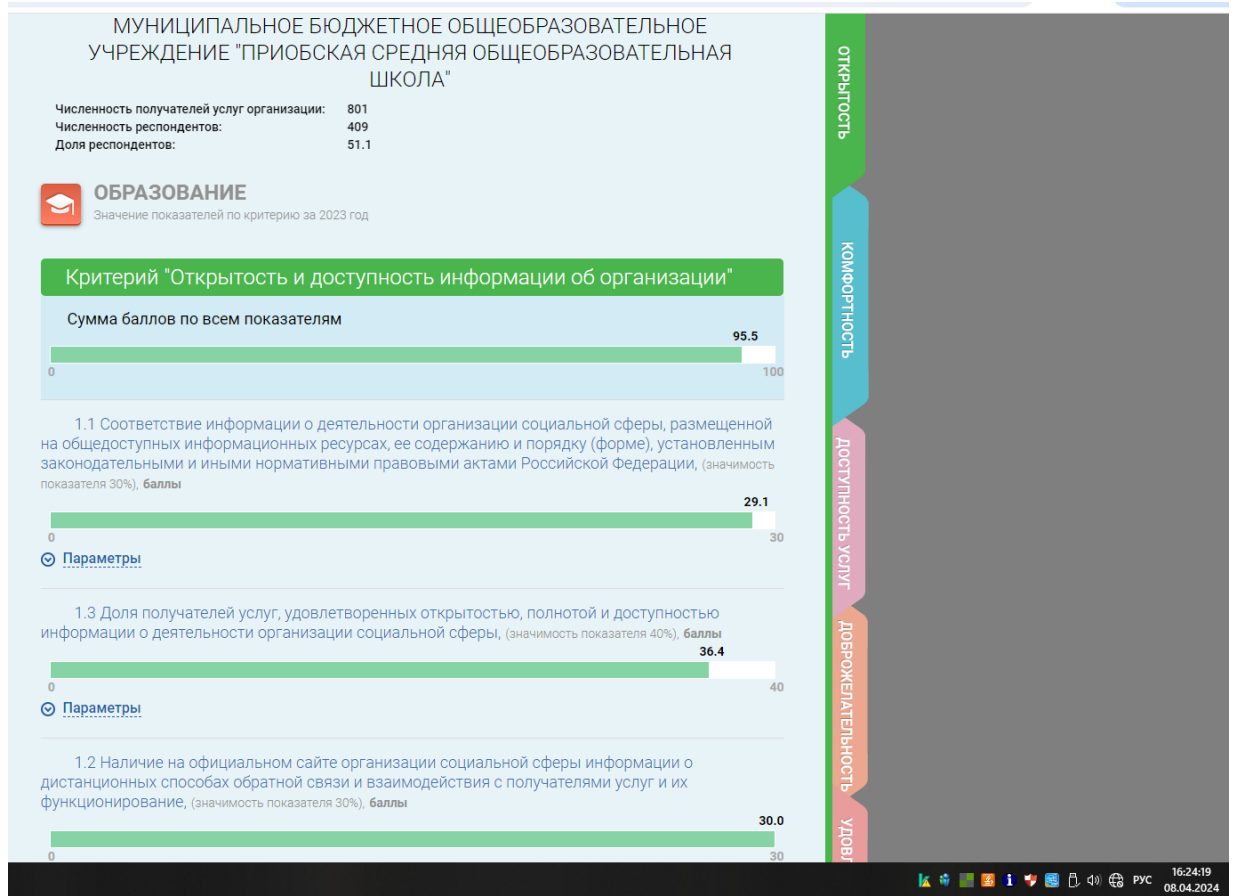 МУНИЦИПАЛЬНОЕ БЮДЖЕТНОЕ ОБЩЕОБРАЗОВАТЕЛЬНОЕ
УЧРЕЖДЕНИЕ "ПРИОБСКАЯ СРЕДНЯЯ ОБЩЕОБРАЗОВАТЕЛЬНАЯ
ШКОЛА"
Численность получателей услуг организации: 801
Численность респондентов: 409
Доля респондентов: 51.1
ОБРАЗОВАНИЕ
Значение показателей по критерию за 2023 год
Критерий "Открытость и доступность информации об организации"
Сумма баллов по всем показателям
95.5
0 100
1.1 Соответствие информации о деятельности организации социальной сферы, размещенной
на общедоступных информационных ресурсах, ее содержанию и порядку (форме), установленным
законодательными и иными нормативными правовыми актами Российской Федерации, (значимость
показателя 30%), баллы
29.1
0 30
Параметры
1.3 Доля получателей услуг, удовлетворенных открытостью, полнотой и доступностью
информации о деятельности организации социальной сферы, (значимость показателя 40%), баллы
36.4
0 40
Параметры
1.2 Наличие на официальном сайте организации социальной сферы информации о
дистанционных способах обратной связи и взаимодействия с получателями услуг и их
функционирование, (значимость показателя 30%), баллы
30.0
0 30
ОТКРЫТОСТЬ
КОМФОРТНОСТЬ
ДОСТУПНОСТЬ УСЛУГ
ДОБРОЖЕЛАТЕЛЬНОСТЬ
УДОВЛ
РУС
16:24:19
08.04.2024